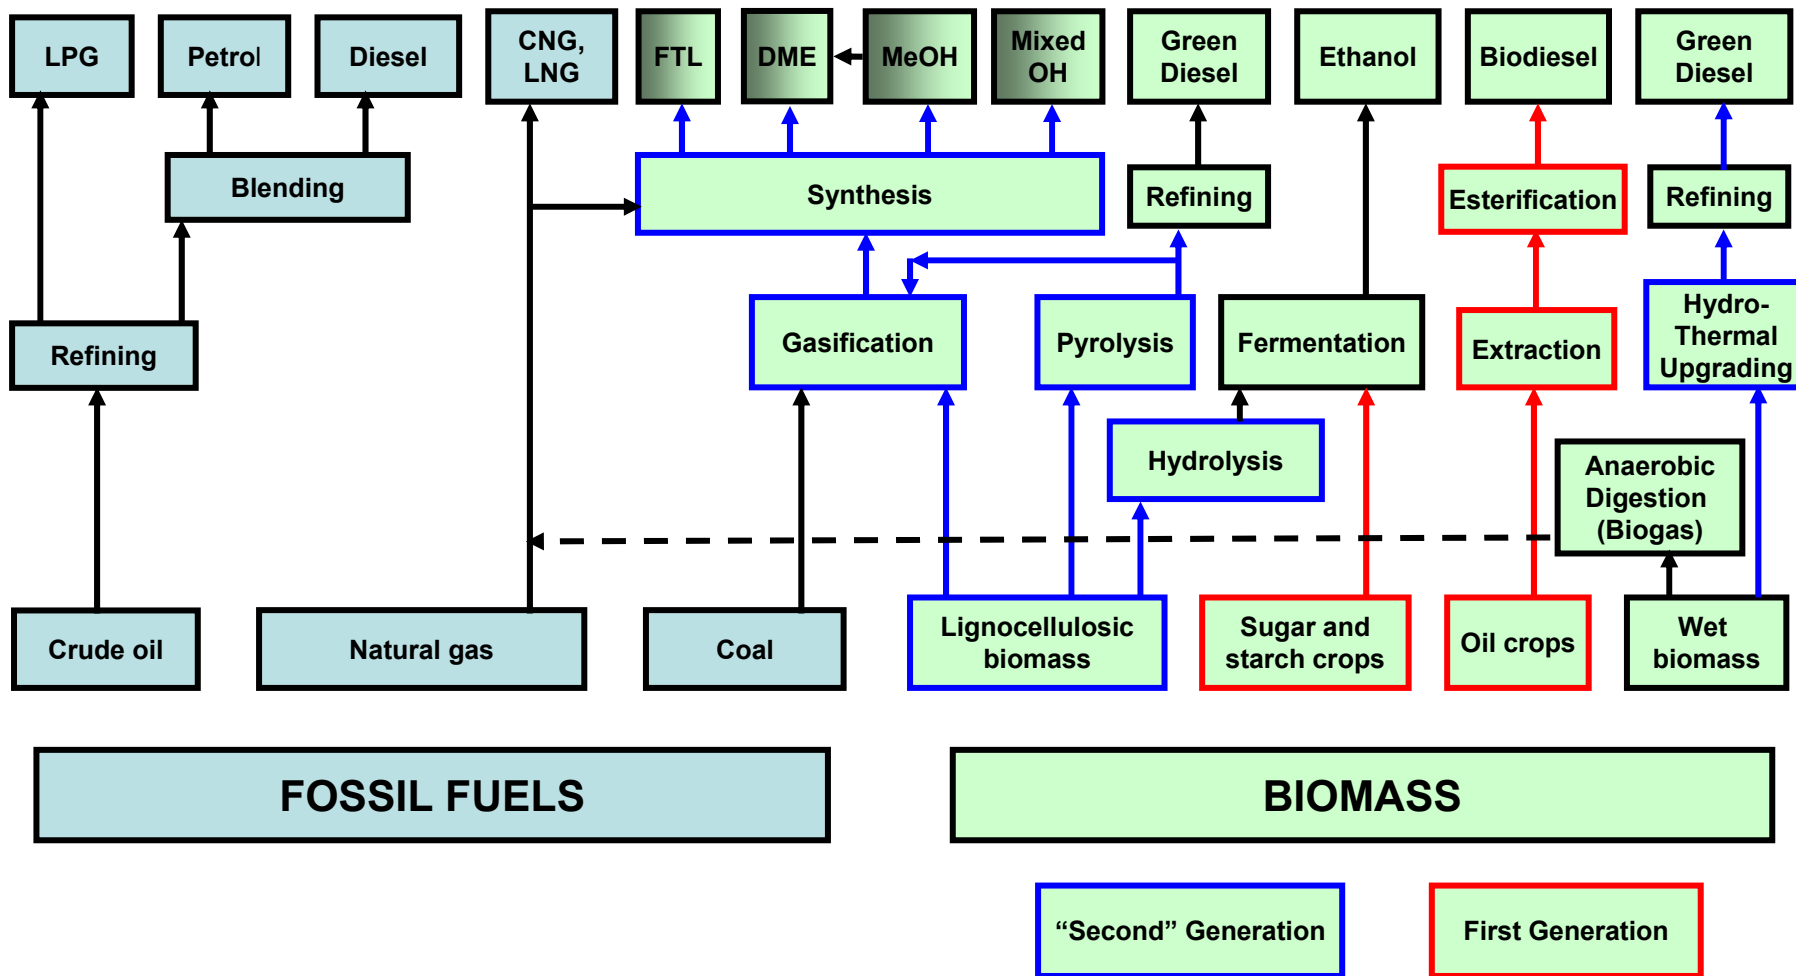 LPG
Petrol
Diesel
CNG,
LNG
FTL
DME
MeOH
Mixed
OH
Green
Diesel
Ethanol
Biodiesel
Green
Diesel
Blending
Synthesis
Refining
Esterification
Refining
Refining
Gasification
Pyrolysis
Fermentation
Extraction
Hydro-
Thermal
Upgrading
Hydrolysis
Anaerobic
Digestion
(Biogas)
Crude oil
Natural gas
Coal
Lignocellulosic
biomass
Sugar and
starch crops
Oil crops
Wet
biomass
FOSSIL FUELS
BIOMASS
“Second” Generation
First Generation